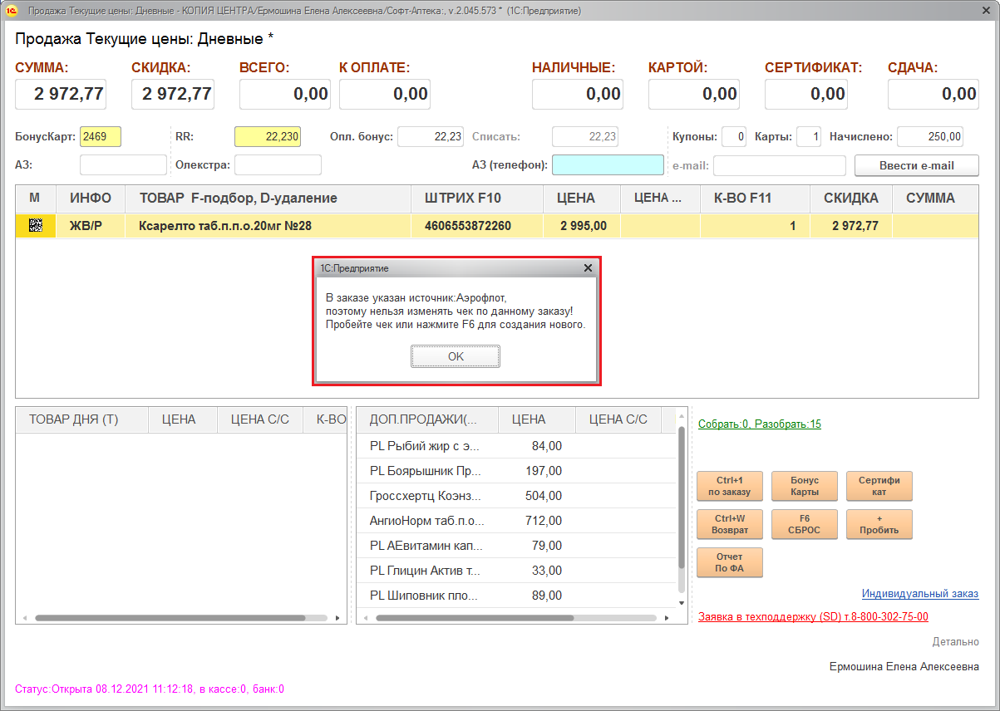 Продажа Текущие цены: Дневные - КОПИЯ ЦЕНТРА/Ермошина Елена Алексеевна/Софт-Аптека:, v.2.045.573 * (1С:Предприятие)
Продажа Текущие цены: Дневные *
СУММА: СКИДКА: ВСЕГО: К ОПЛАТЕ: НАЛИЧНЫЕ: КАРТОЙ: СЕРТИФИКАТ: СДАЧА:
2 972,77 2 972,77 0,00 0,00 0,00 0,00 0,00 0,00
БонусКарт: 2469 RR: 22,230 Опл. бонус: 22,23 Списать: 22,23 Купоны: 0 Карты: 1 Начислено: 250,00
АЗ: Олекстра: АЗ (телефон): e-mail: Ввести e-mail
М ИНФО ТОВАР F-подбор, D-удаление ШТРИХ F10 ЦЕНА ЦЕНА ... К-ВО F11 СКИДКА СУММА
ЖВ/Р Ксарелто таб.п.п.о.20мг №28 4606553872260 2 995,00 1 2 972,77
1С:Предприятие
В заказе указан источник:Аэрофлот,
поэтому нельзя изменять чек по данному заказу!
Пробейте чек или нажмите F6 для создания нового.
OK
ТОВАР ДНЯ (Т) ЦЕНА ЦЕНА С/С К-ВО
ДОП.ПРОДАЖИ(... ЦЕНА ЦЕНА С/С
PL Рыбий жир с э... 84,00
PL Боярышник Пр... 197,00
Гроссхертц Коэнз... 504,00
АнгиоНорм таб.п.о... 712,00
PL АЕвитамин кап... 79,00
PL Глицин Актив т... 33,00
PL Шиповник пло... 89,00
Собрать:0, Разобрать:15
Ctrl+1
по заказу
Бонус
Карты
Сертифи
кат
Ctrl+W
Возврат
F6
СБРОС
+
Пробить
Отчет
По ФА
Индивидуальный заказ
Заявка в техподдержку (SD) т.8-800-302-75-00
Детально
Ермошина Елена Алексеевна
Статус:Открыта 08.12.2021 11:12:18, в кассе:0, банк:0